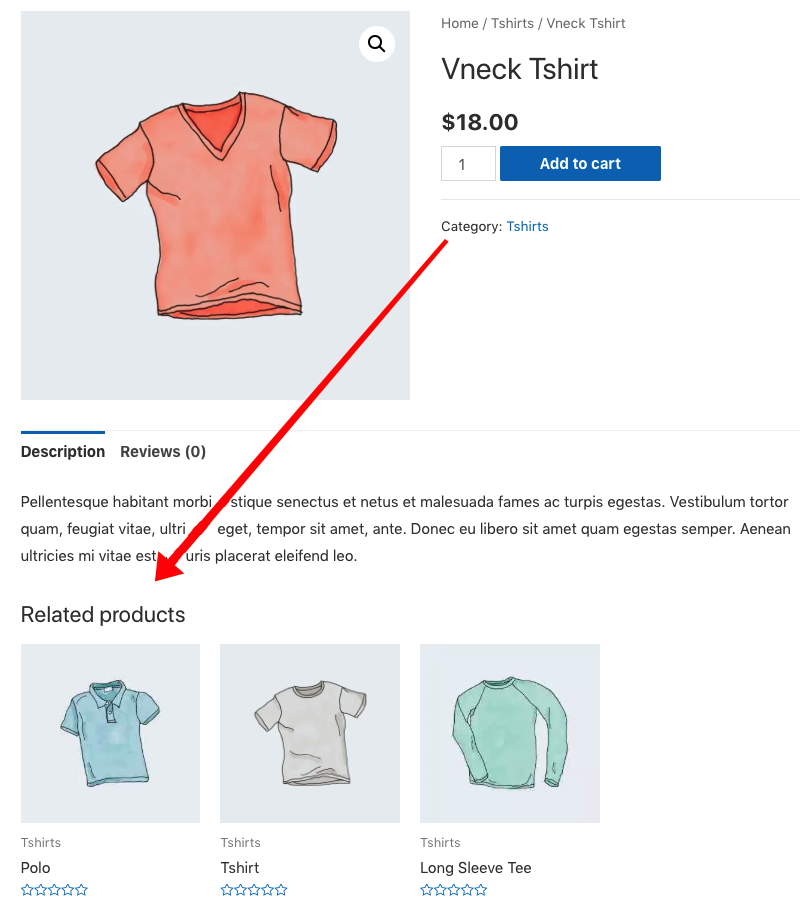 Home / Tshirts / Vneck Tshirt
Vneck Tshirt
$18.00
1
Add to cart
Category: Tshirts
Description
Reviews (0)
Pellentesque habitant morbi stique senectus et netus et malesuada fames ac turpis egestas. Vestibulum tortor
quam, feugiat vitae, ultri eget, tempor sit amet, ante. Donec eu libero sit amet quam egestas semper. Aenean
ultricies mi vitae est uris placerat eleifend leo.
Related products
Tshirts
Polo
Tshirts
Tshirt
Tshirts
Long Sleeve Tee